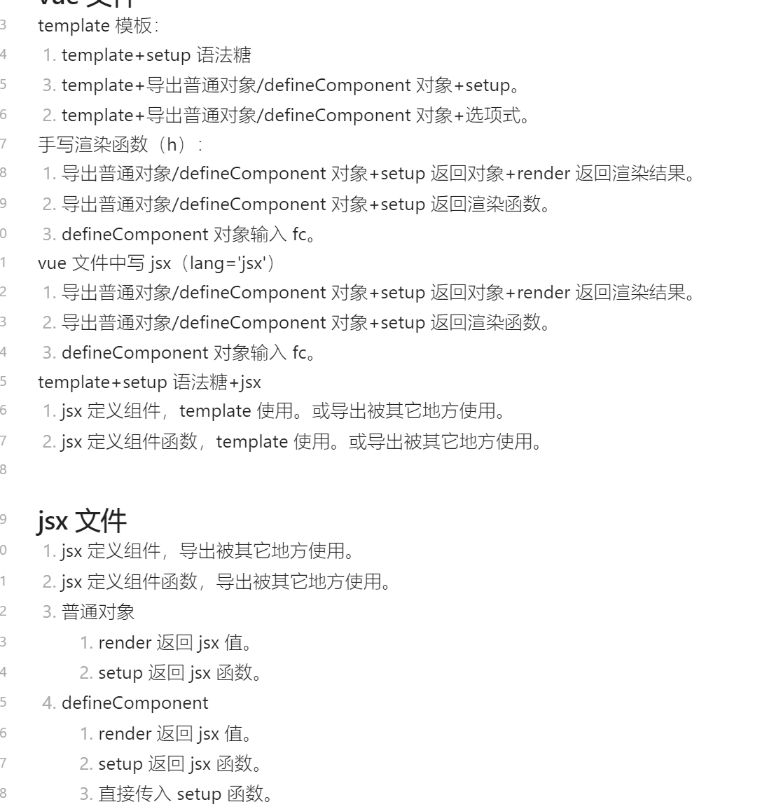 vue 文件
3 template 模板：
4 1. template+setup 语法糖
5 3. template+导出普通对象/defineComponent 对象+setup。
6 2. template+导出普通对象/defineComponent 对象+选项式。
7 手写渲染函数（h）：
8 1. 导出普通对象/defineComponent 对象+setup 返回对象+render 返回渲染结果。
9 2. 导出普通对象/defineComponent 对象+setup 返回渲染函数。
0 3. defineComponent 对象输入 fc。
1 vue 文件中写 jsx（lang='jsx'）
2 1. 导出普通对象/defineComponent 对象+setup 返回对象+render 返回渲染结果。
3 2. 导出普通对象/defineComponent 对象+setup 返回渲染函数。
4 3. defineComponent 对象输入 fc。
5 template+setup 语法糖+jsx
6 1. jsx 定义组件，template 使用。或导出被其它地方使用。
7 2. jsx 定义组件函数，template 使用。或导出被其它地方使用。
8
9 jsx 文件
0 1. jsx 定义组件，导出被其它地方使用。
1 2. jsx 定义组件函数，导出被其它地方使用。
2 3. 普通对象
3 1. render 返回 jsx 值。
4 2. setup 返回 jsx 函数。
5 4. defineComponent
6 1. render 返回 jsx 值。
7 2. setup 返回 jsx 函数。
8 3. 直接传入 setup 函数。